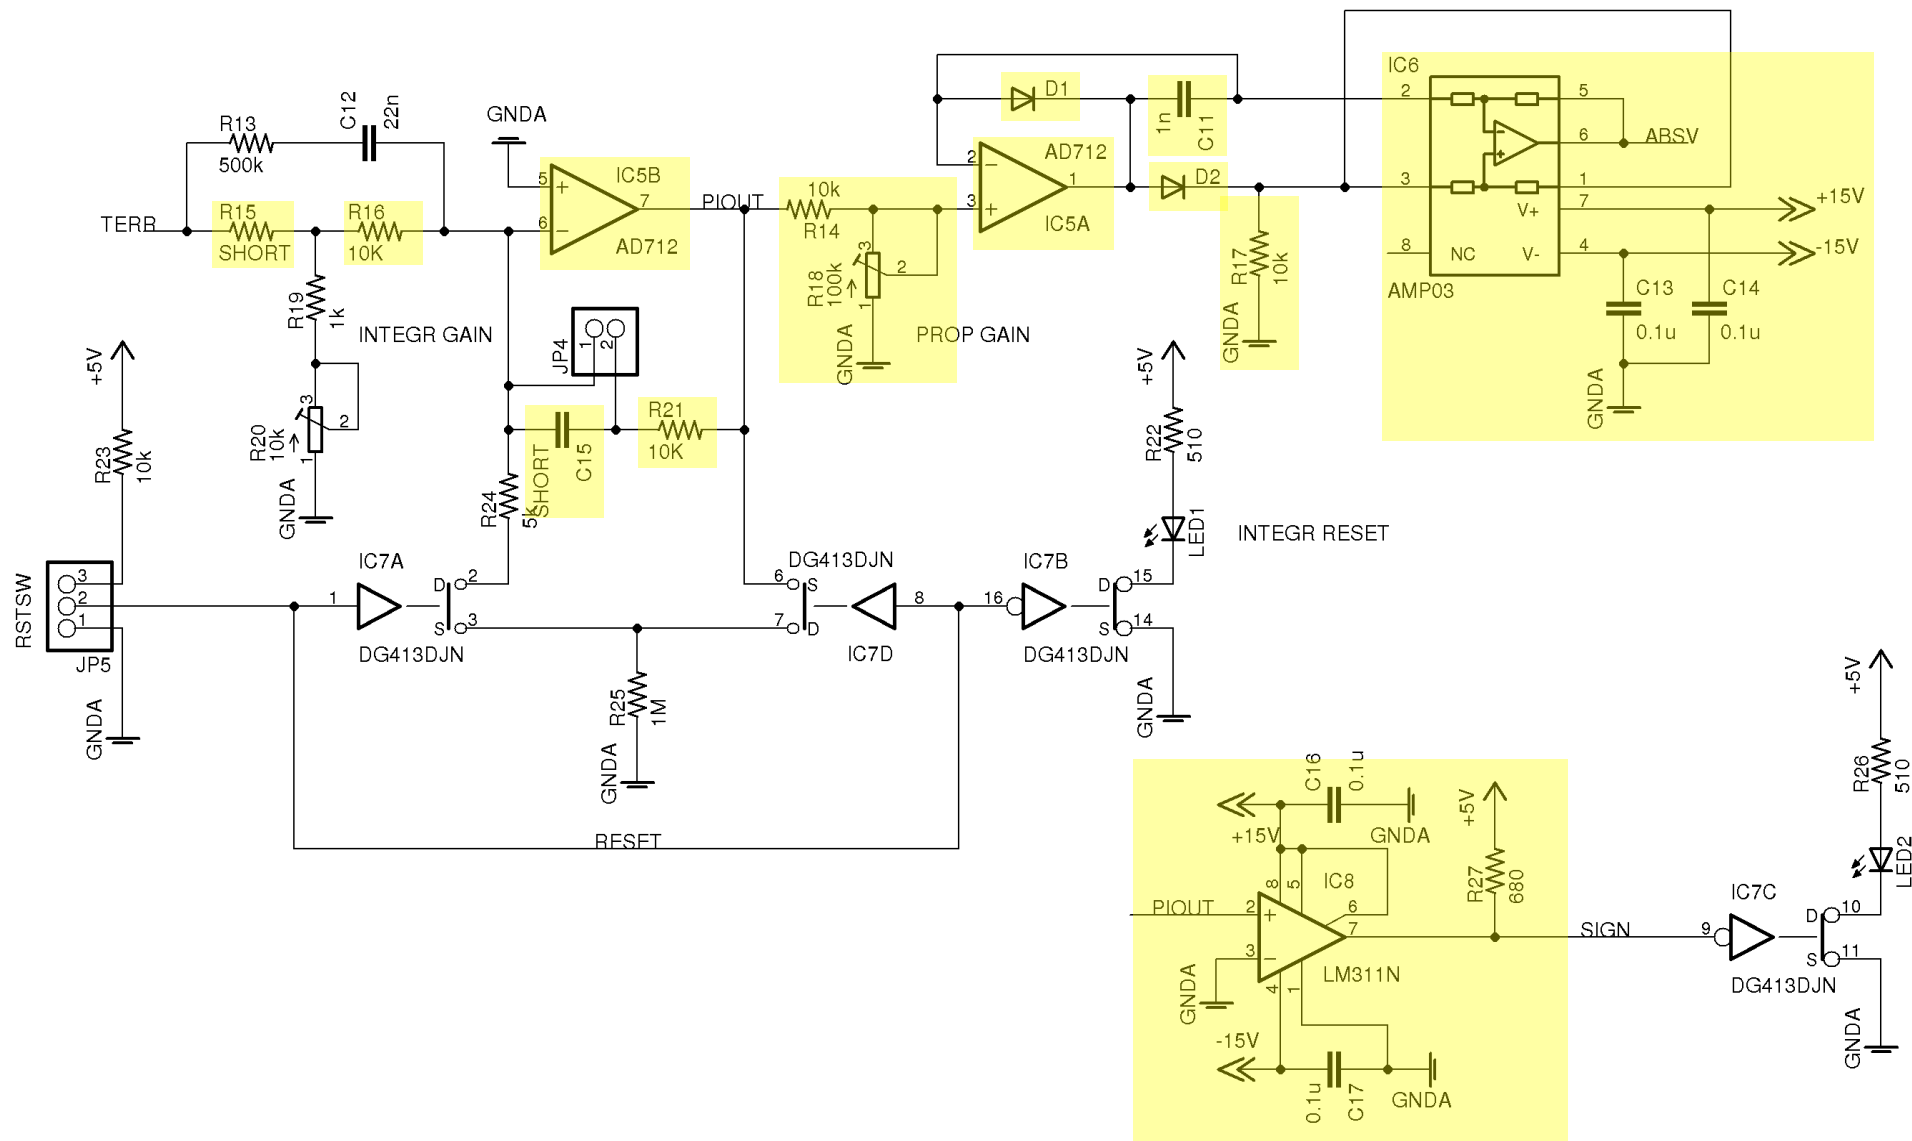 R13
500k
C12
22n
TERR
R15
SHORT
R16
10K
R19
1k
INTEGR GAIN
R20
10k
3
2
1
GNDA
GNDA
5
6
+
−
IC5B
AD712
7
PIOUT
10k
R14
R18
100k
3
2
1
GNDA
PROP GAIN
D1
1n
C11
2
3
−
+
AD712
IC5A
1
D2
R17
10k
GNDA
IC6
2
3
8
NC
V+
V-
−
+
5
6
1
7
4
ABSV
AMP03
+15V
-15V
C13
0.1u
C14
0.1u
GNDA
JP4
1
2
SHORT
C15
R21
10K
R24
5K
+5V
R23
10k
RSTSW
3
2
1
JP5
GNDA
IC7A
1
D
S
2
3
DG413DJN
DG413DJN
6
7
S
D
8
IC7D
R25
1M
GNDA
RESET
IC7B
16
D
S
15
14
DG413DJN
+5V
R22
510
LED1
INTEGR RESET
GNDA
C16
0.1u
+15V
GNDA
+5V
R27
680
8
5
IC8
6
PIOUT
2
3
+
−
7
LM311N
4
1
GNDA
-15V
0.1u
C17
GNDA
SIGN
9
IC7C
D
S
10
11
DG413DJN
+5V
R26
510
LED2
GNDA